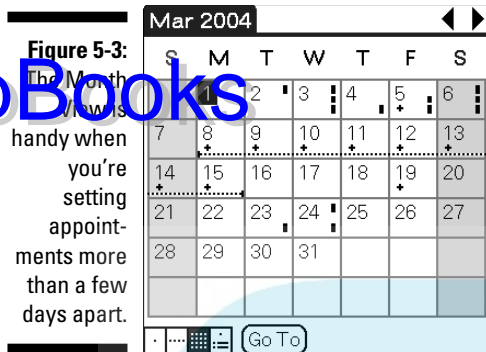 Figure 5-3:
The Month
View is
handy when
you're
setting
appoint-
ments more
than a few
days apart.
oBooks
Mar 2004
S M T W T F S
1 2 3 4 5 6
7 8 9 10 11 12 13
14 15 16 17 18 19 20
21 22 23 24 25 26 27
28 29 30 31
Go To